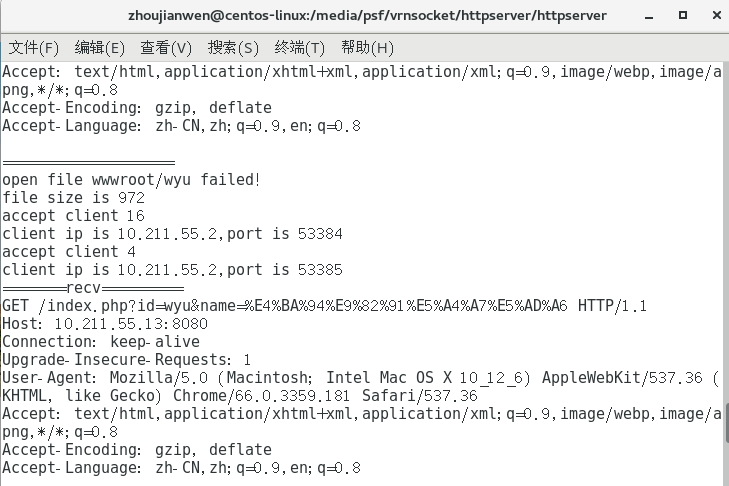 zhoujianwen@centos-linux:/media/psf/vrnsocket/httpserver/httpserver
文件(F) 编辑(E) 查看(V) 搜索(S) 终端(T) 帮助(H)
Accept: text/html,application/xhtml+xml,application/xml;q=0.9,image/webp,image/a
png,*/*;q=0.8
Accept-Encoding: gzip, deflate
Accept-Language: zh-CN,zh;q=0.9,en;q=0.8
===================
open file wwwroot/wyu failed!
file size is 972
accept client 16
client ip is 10.211.55.2,port is 53384
accept client 4
client ip is 10.211.55.2,port is 53385
=======recv=========
GET /index.php?id=wyu&name=%E4%BA%94%E9%82%91%E5%A4%A7%E5%AD%A6 HTTP/1.1
Host: 10.211.55.13:8080
Connection: keep-alive
Upgrade-Insecure-Requests: 1
User-Agent: Mozilla/5.0 (Macintosh; Intel Mac OS X 10_12_6) AppleWebKit/537.36 (
KHTML, like Gecko) Chrome/66.0.3359.181 Safari/537.36
Accept: text/html,application/xhtml+xml,application/xml;q=0.9,image/webp,image/a
png,*/*;q=0.8
Accept-Encoding: gzip, deflate
Accept-Language: zh-CN,zh;q=0.9,en;q=0.8